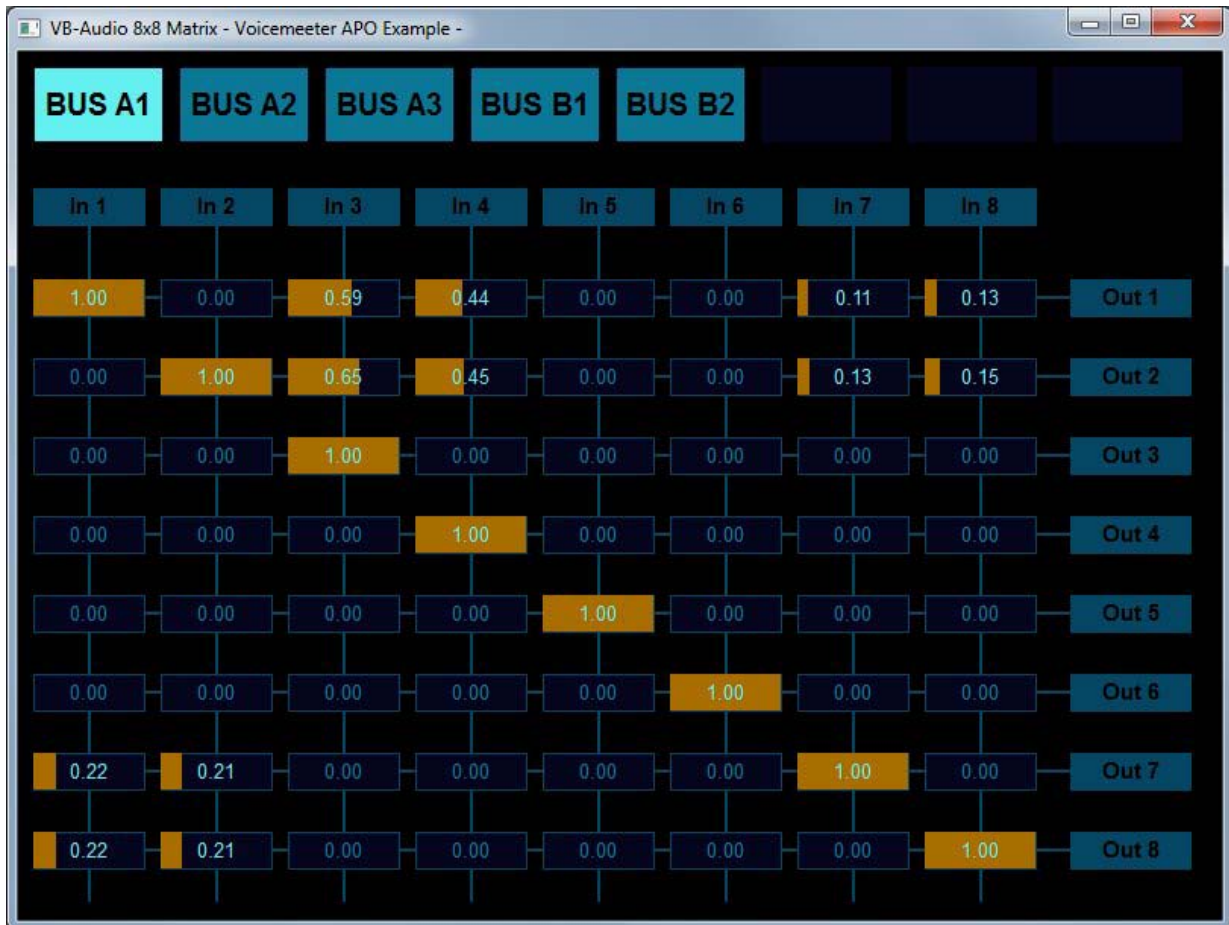 VB-Audio 8x8 Matrix - Voicemeeter APO Example -
BUS A1 BUS A2 BUS A3 BUS B1 BUS B2
In 1 In 2 In 3 In 4 In 5 In 6 In 7 In 8
1.00 0.00 0.59 0.44 0.00 0.00 0.11 0.13 Out 1
0.00 1.00 0.65 0.45 0.00 0.00 0.13 0.15 Out 2
0.00 0.00 1.00 0.00 0.00 0.00 0.00 0.00 Out 3
0.00 0.00 0.00 1.00 0.00 0.00 0.00 0.00 Out 4
0.00 0.00 0.00 0.00 1.00 0.00 0.00 0.00 Out 5
0.00 0.00 0.00 0.00 0.00 1.00 0.00 0.00 Out 6
0.22 0.21 0.00 0.00 0.00 0.00 1.00 0.00 Out 7
0.22 0.21 0.00 0.00 0.00 0.00 0.00 1.00 Out 8